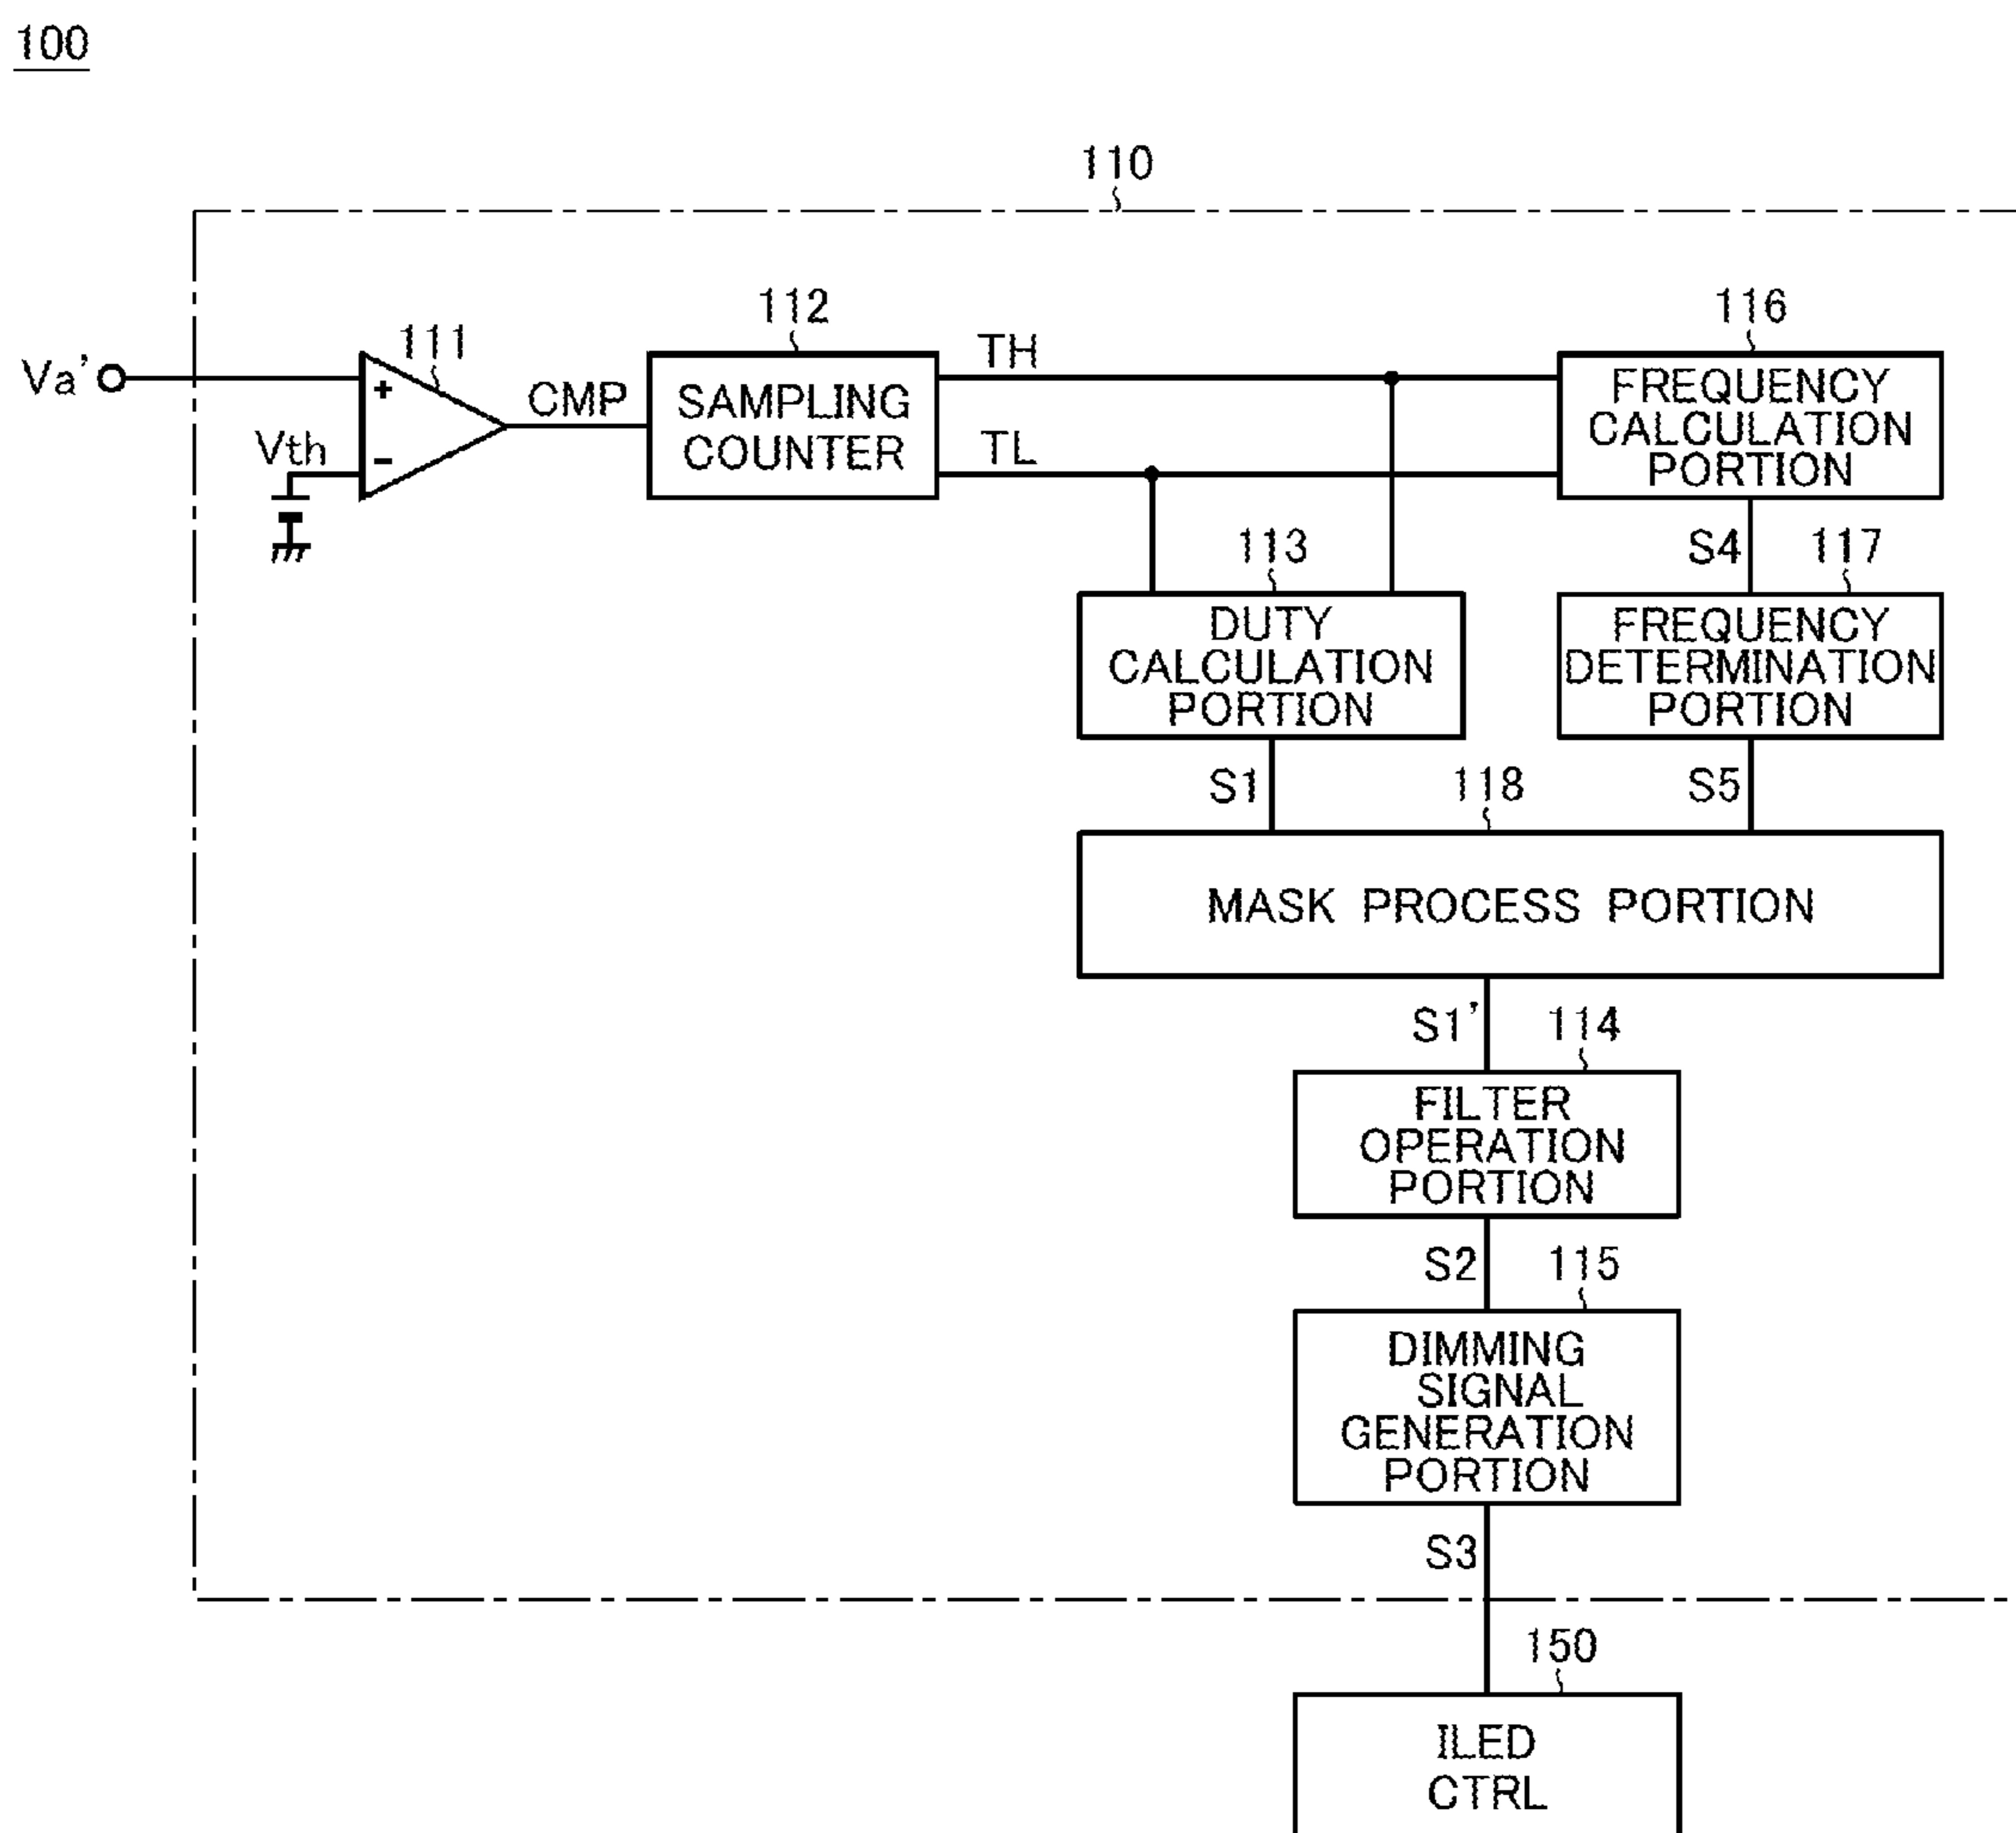 100
110
112
116
111
TH
Va'
+
CMP
SAMPLING
COUNTER
FREQUENCY
CALCULATION
PORTION
Vth
-
TL
113
S4
117
DUTY
CALCULATION
PORTION
FREQUENCY
DETERMINATION
PORTION
S1
118
S5
MASK PROCESS PORTION
S1'
114
FILTER
OPERATION
PORTION
S2
115
DIMMING
SIGNAL
GENERATION
PORTION
S3
150
ILED
CTRL